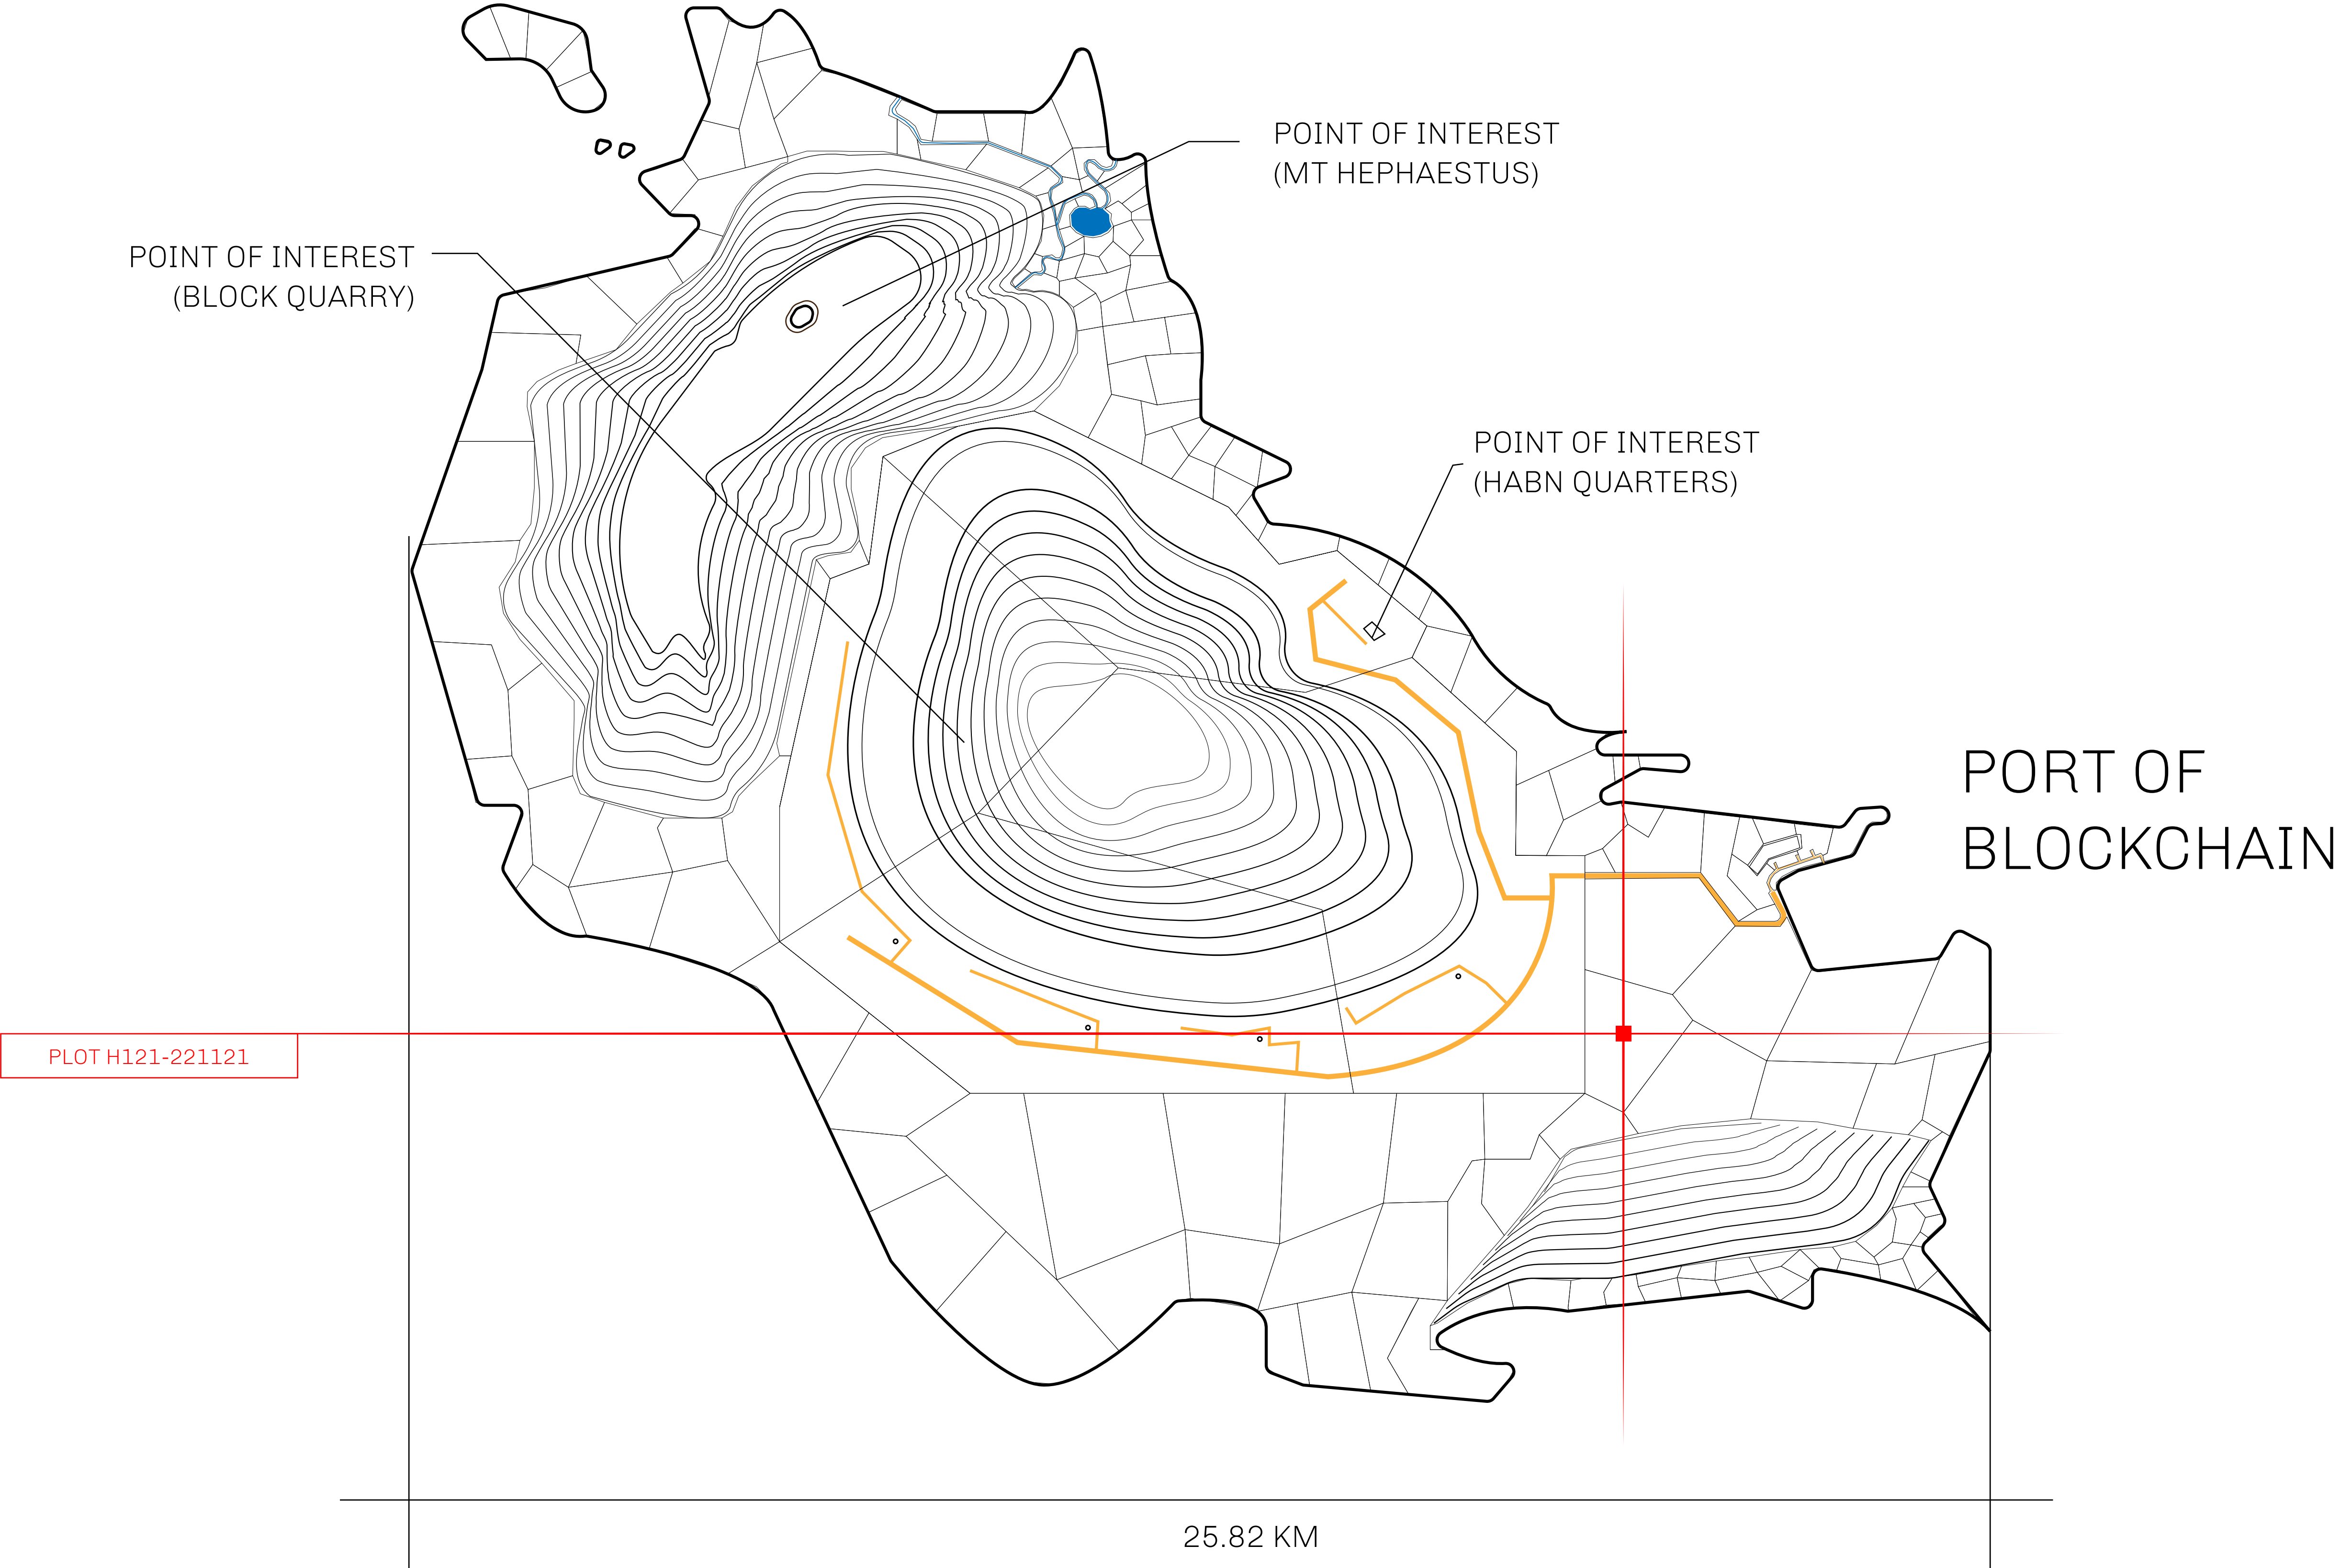 POINT OF INTEREST
(MT HEPHAESTUS)
POINT OF INTEREST
(BLOCK QUARRY)
POINT OF INTEREST
(HABN QUARTERS)
PORT OF
BLOCKCHAIN
PLOT H121-221121
25.82 KM